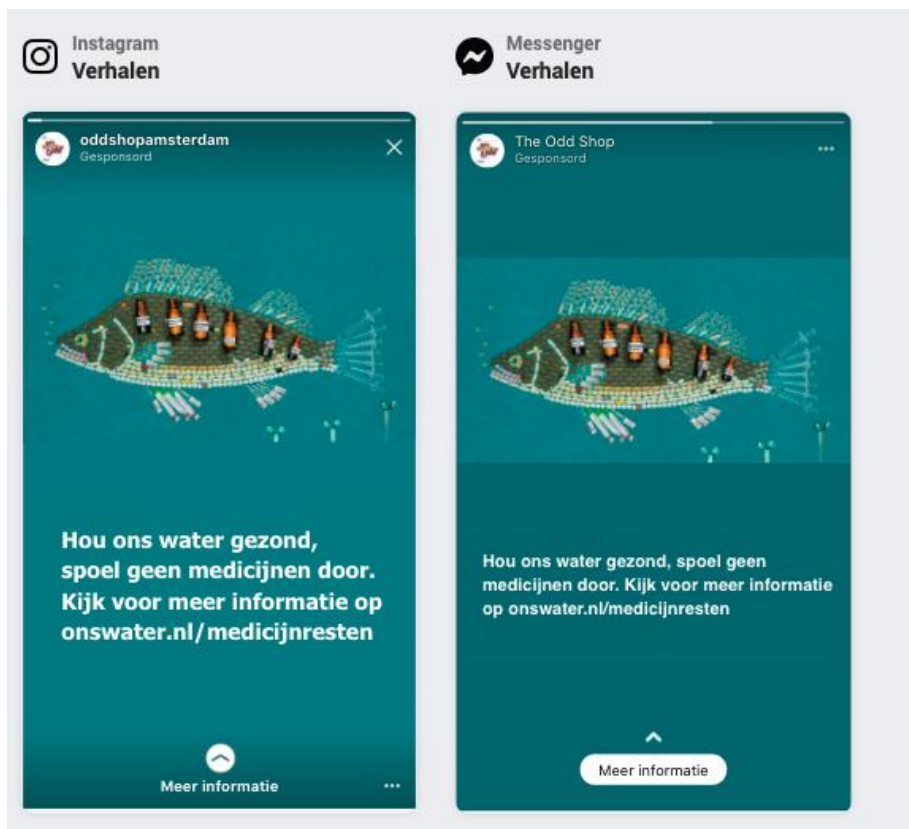 Instagram
Verhalen
Messenger
Verhalen
oddshopamsterdam
Gesponsord
Hou ons water gezond,
spoel geen medicijnen door.
Kijk voor meer informatie op
onswater.nl/medicijnresten
Meer informatie
The Odd Shop
Gesponsord
Hou ons water gezond, spoel geen
medicijnen door. Kijk voor meer informatie
op onswater.nl/medicijnresten
Meer informatie